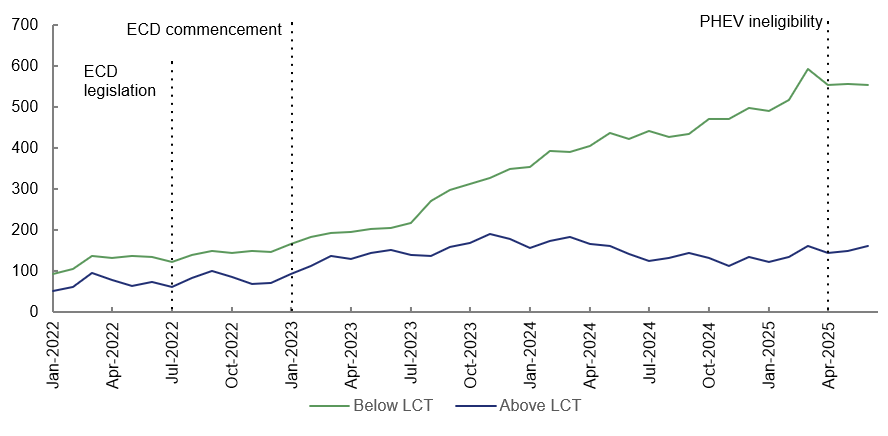 700
600
500
400
300
200
100
0
ECD
legislation
ECD commencement
PHEV ineligibility
Jan-2022
Apr-2022
Jul-2022
Oct-2022
Jan-2023
Apr-2023
Jul-2023
Oct-2023
Jan-2024
Apr-2024
Jul-2024
Oct-2024
Jan-2025
Apr-2025
Below LCT
Above LCT